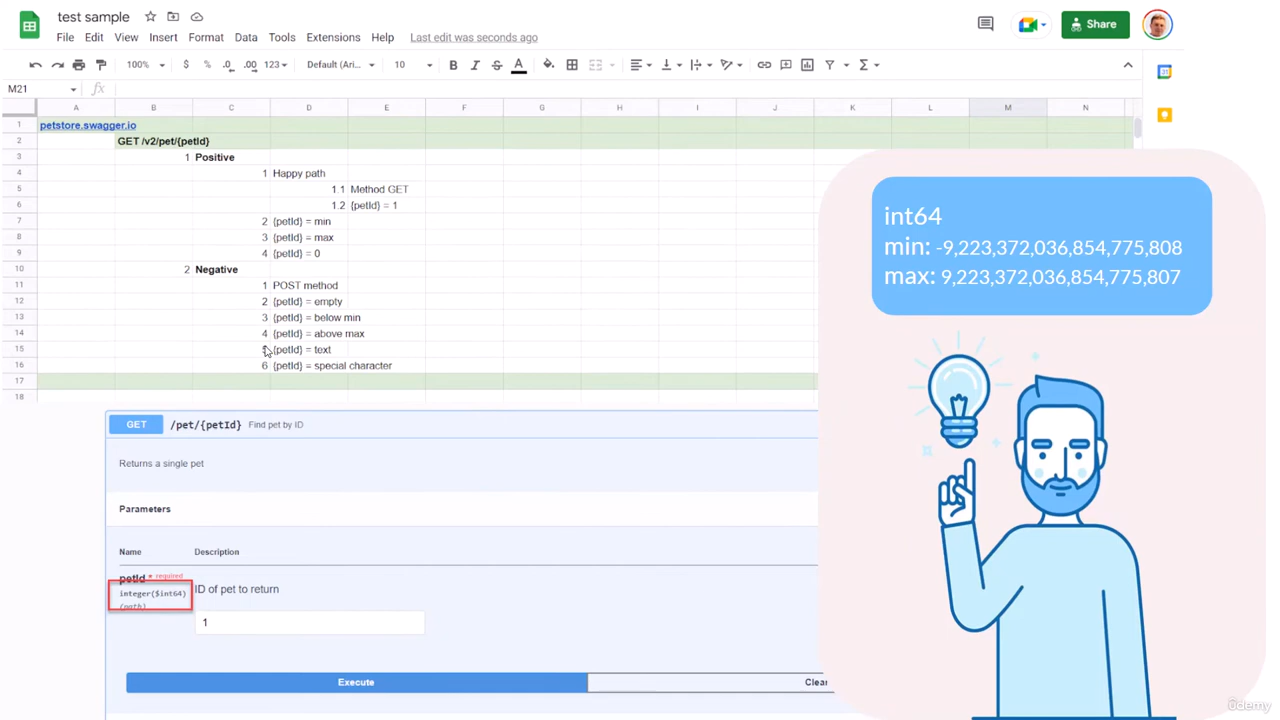 test sample
File Edit View Insert Format Data Tools Extensions Help Last edit was seconds ago
Share
100% $ % .0 .00 123 Default (Ari... 10 B I S A
M21 fx
A B C D E F G H I J K L M N
1 petstore.swagger.io
2 GET /v2/pet/{petId}
3 1 Positive
4 1 Happy path
5 1.1 Method GET
6 1.2 {petId} = 1
7 2 {petId} = min
8 3 {petId} = max
9 4 {petId} = 0
10 2 Negative
11 1 POST method
12 2 {petId} = empty
13 3 {petId} = below min
14 4 {petId} = above max
15 5 {petId} = text
16 6 {petId} = special character
17
18
int64
min: -9,223,372,036,854,775,808
max: 9,223,372,036,854,775,807
GET /pet/{petId} Find pet by ID
Returns a single pet
Parameters
Name Description
petId * required
integer($int64)
(path)
ID of pet to return
1
Execute Clear
ûdemy